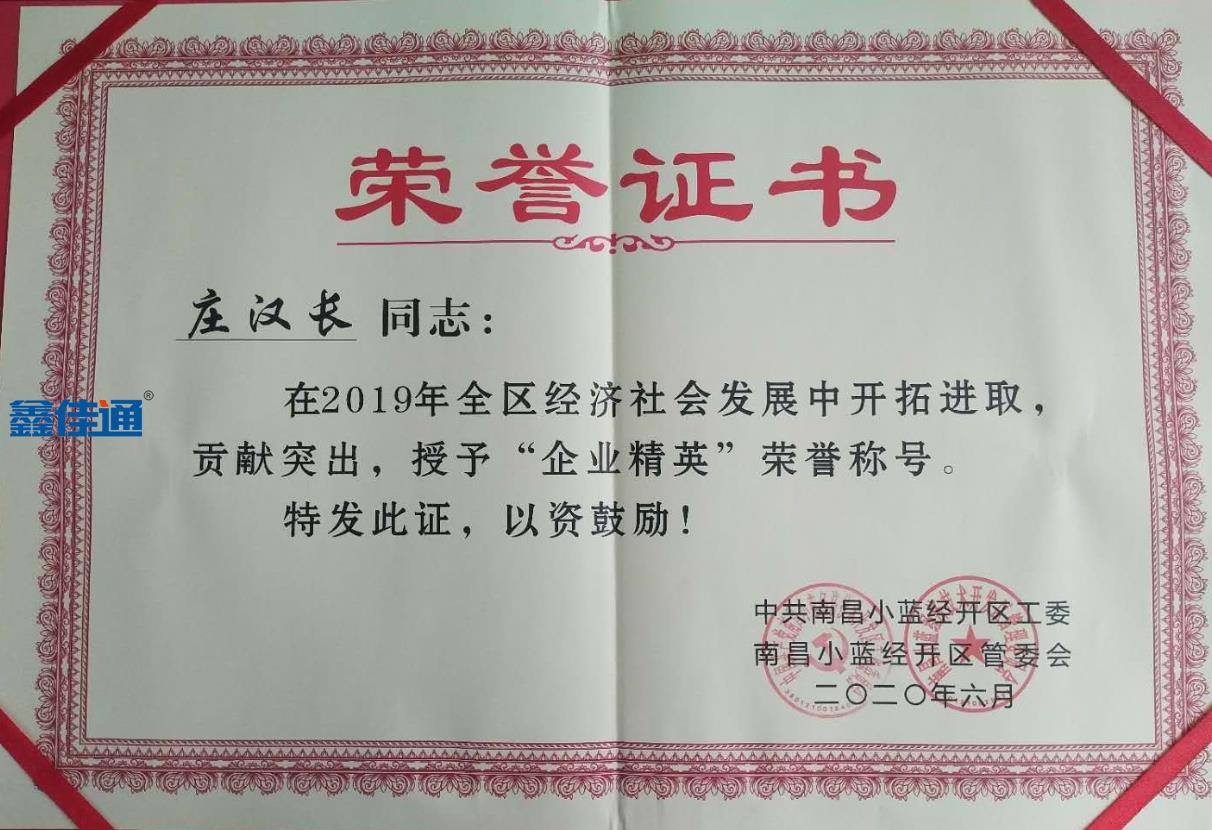 荣誉证书
庄汉长 同志：
在2019年全区经济社会发展中开拓进取，
贡献突出，授予“企业精英”荣誉称号。
特发此证，以资鼓励！
鑫佳通®
中共南昌小蓝经开区工委
南昌小蓝经开区管委会
二〇二〇年六月